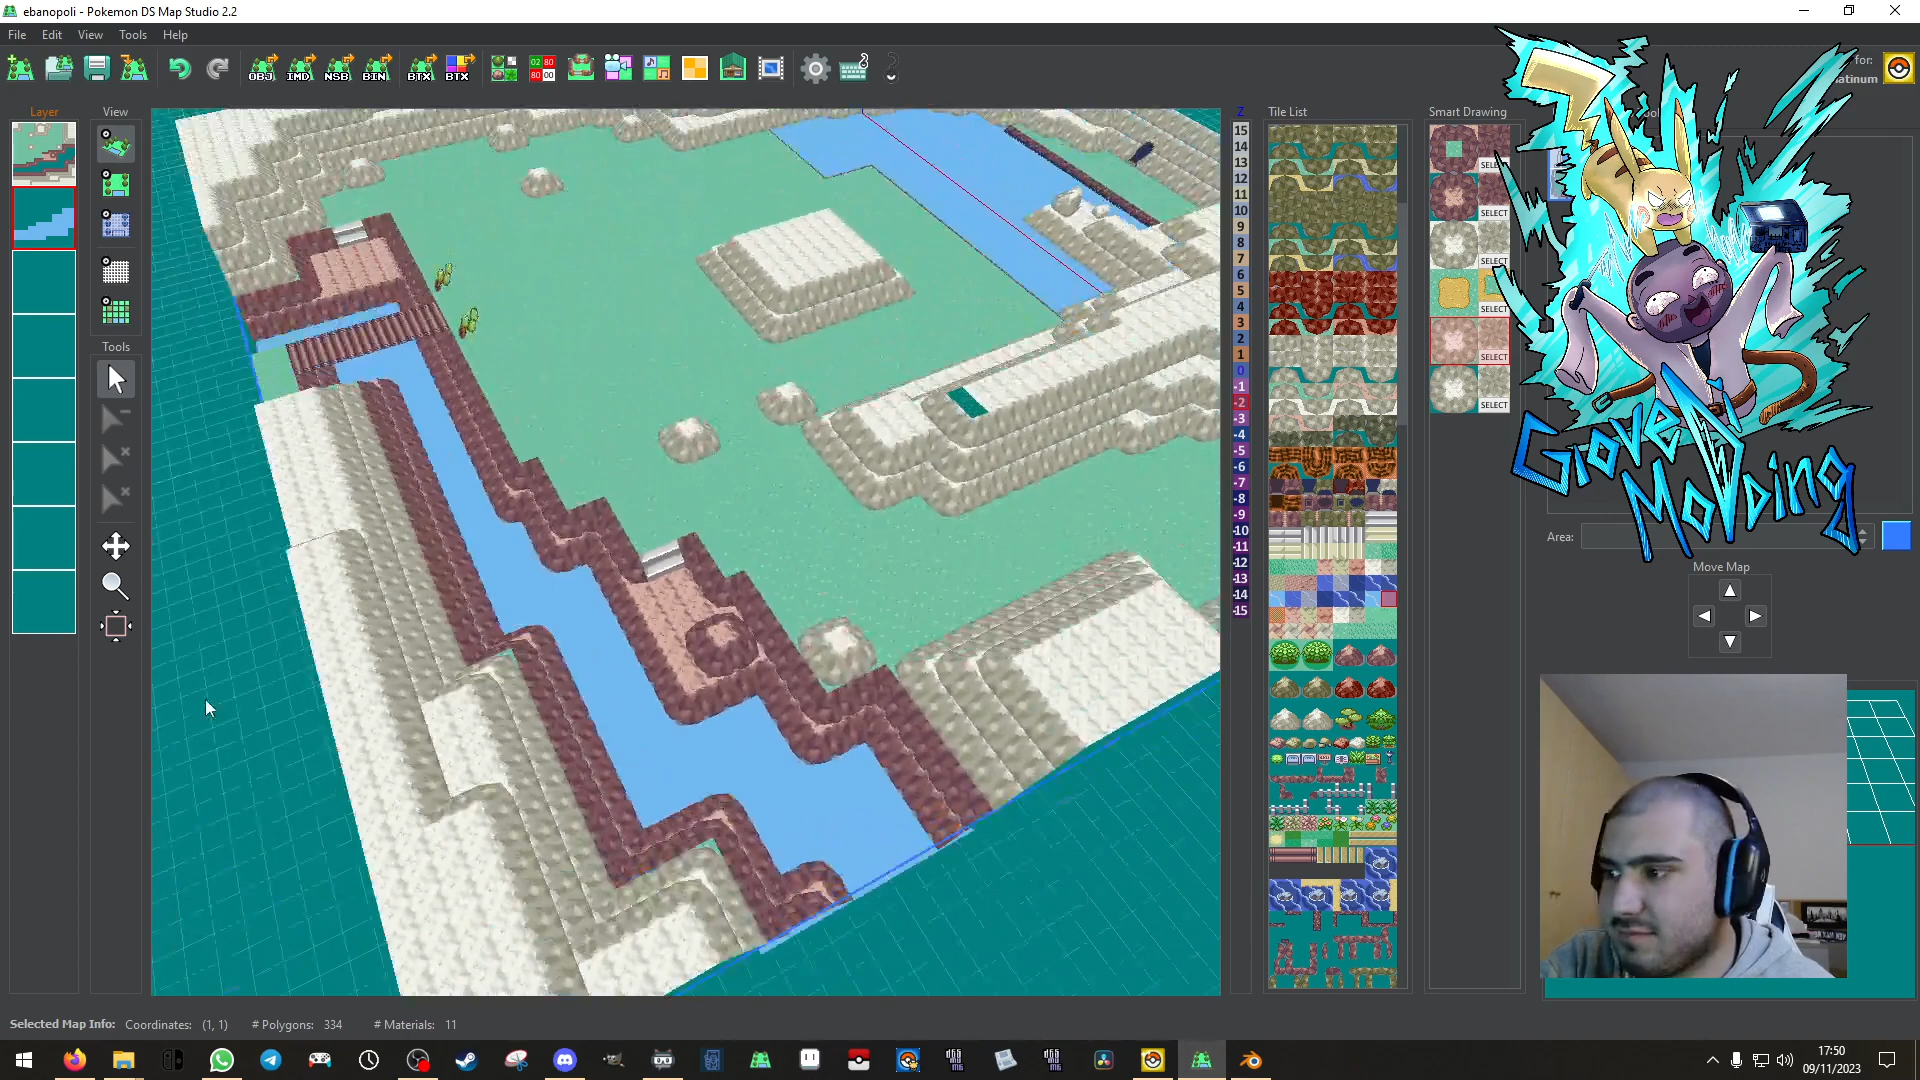 ebanopoli - Pokemon DS Map Studio 2.2
File Edit View Tools Help
OBJ IMD NSB BIN BTX BTX
for:
latinum
Layer
View
Tools
Z
15
14
13
12
11
10
9
8
7
6
5
4
3
2
1
0
-1
-2
-3
-4
-5
-6
-7
-8
-9
-10
-11
-12
-13
-14
-15
Tile List
Smart Drawing
SELECT
SELECT
SELECT
SELECT
SELECT
SELECT
Giove Modding
Area:
Move Map
Selected Map Info: Coordinates: (1, 1) # Polygons: 334 # Materials: 11
17:50
09/11/2023